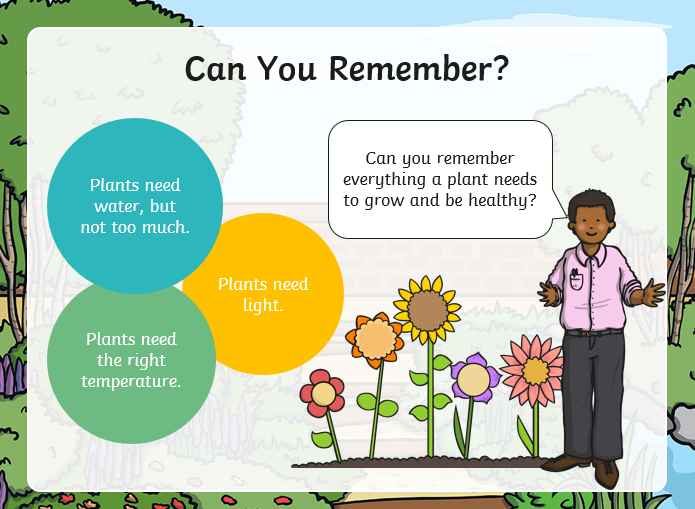 Can You Remember?
Plants need
water, but
not too much.
Plants need
light.
Plants need
the right
temperature.
Can you remember
everything a plant needs
to grow and be healthy?